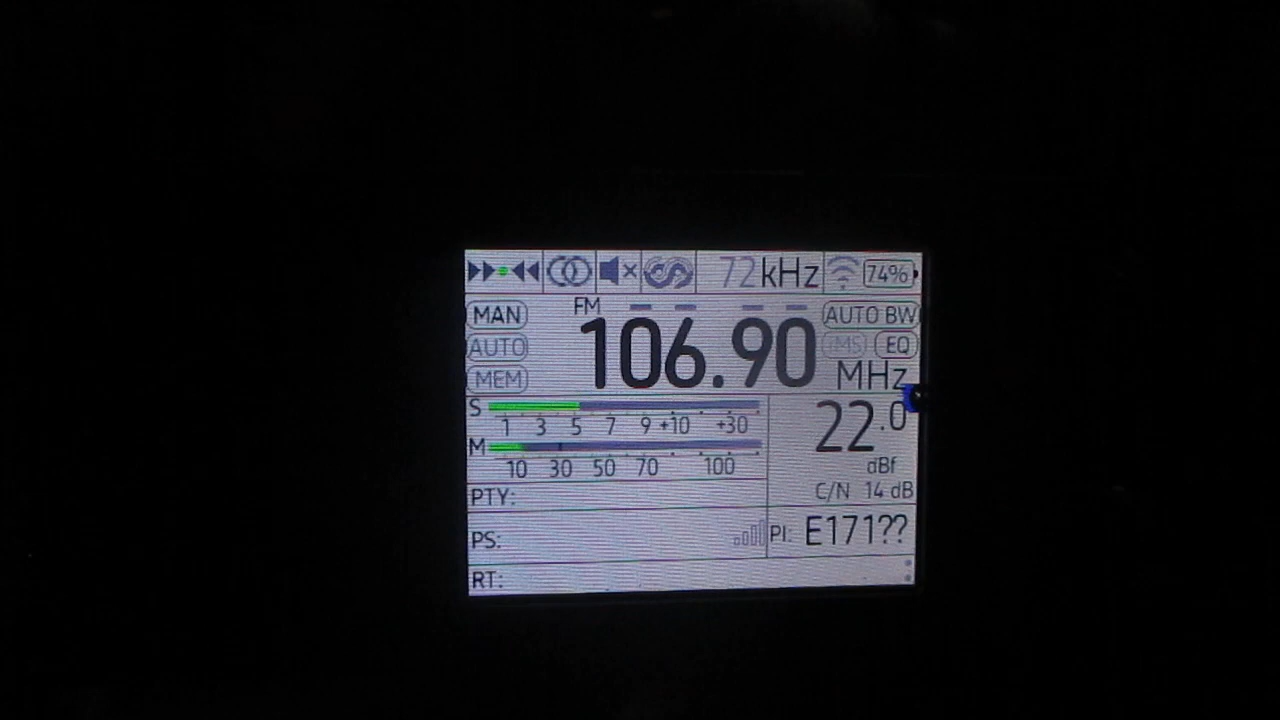 72kHz 74%
MAN FM 106.90 MHz AUTO BW
AUTO iMS EQ
MEM
S 1 3 5 7 9 +10 +30
M 10 30 50 70 100
22.0 dBf
C/N 14 dB
PTY:
PS: PI: E171??
RT: